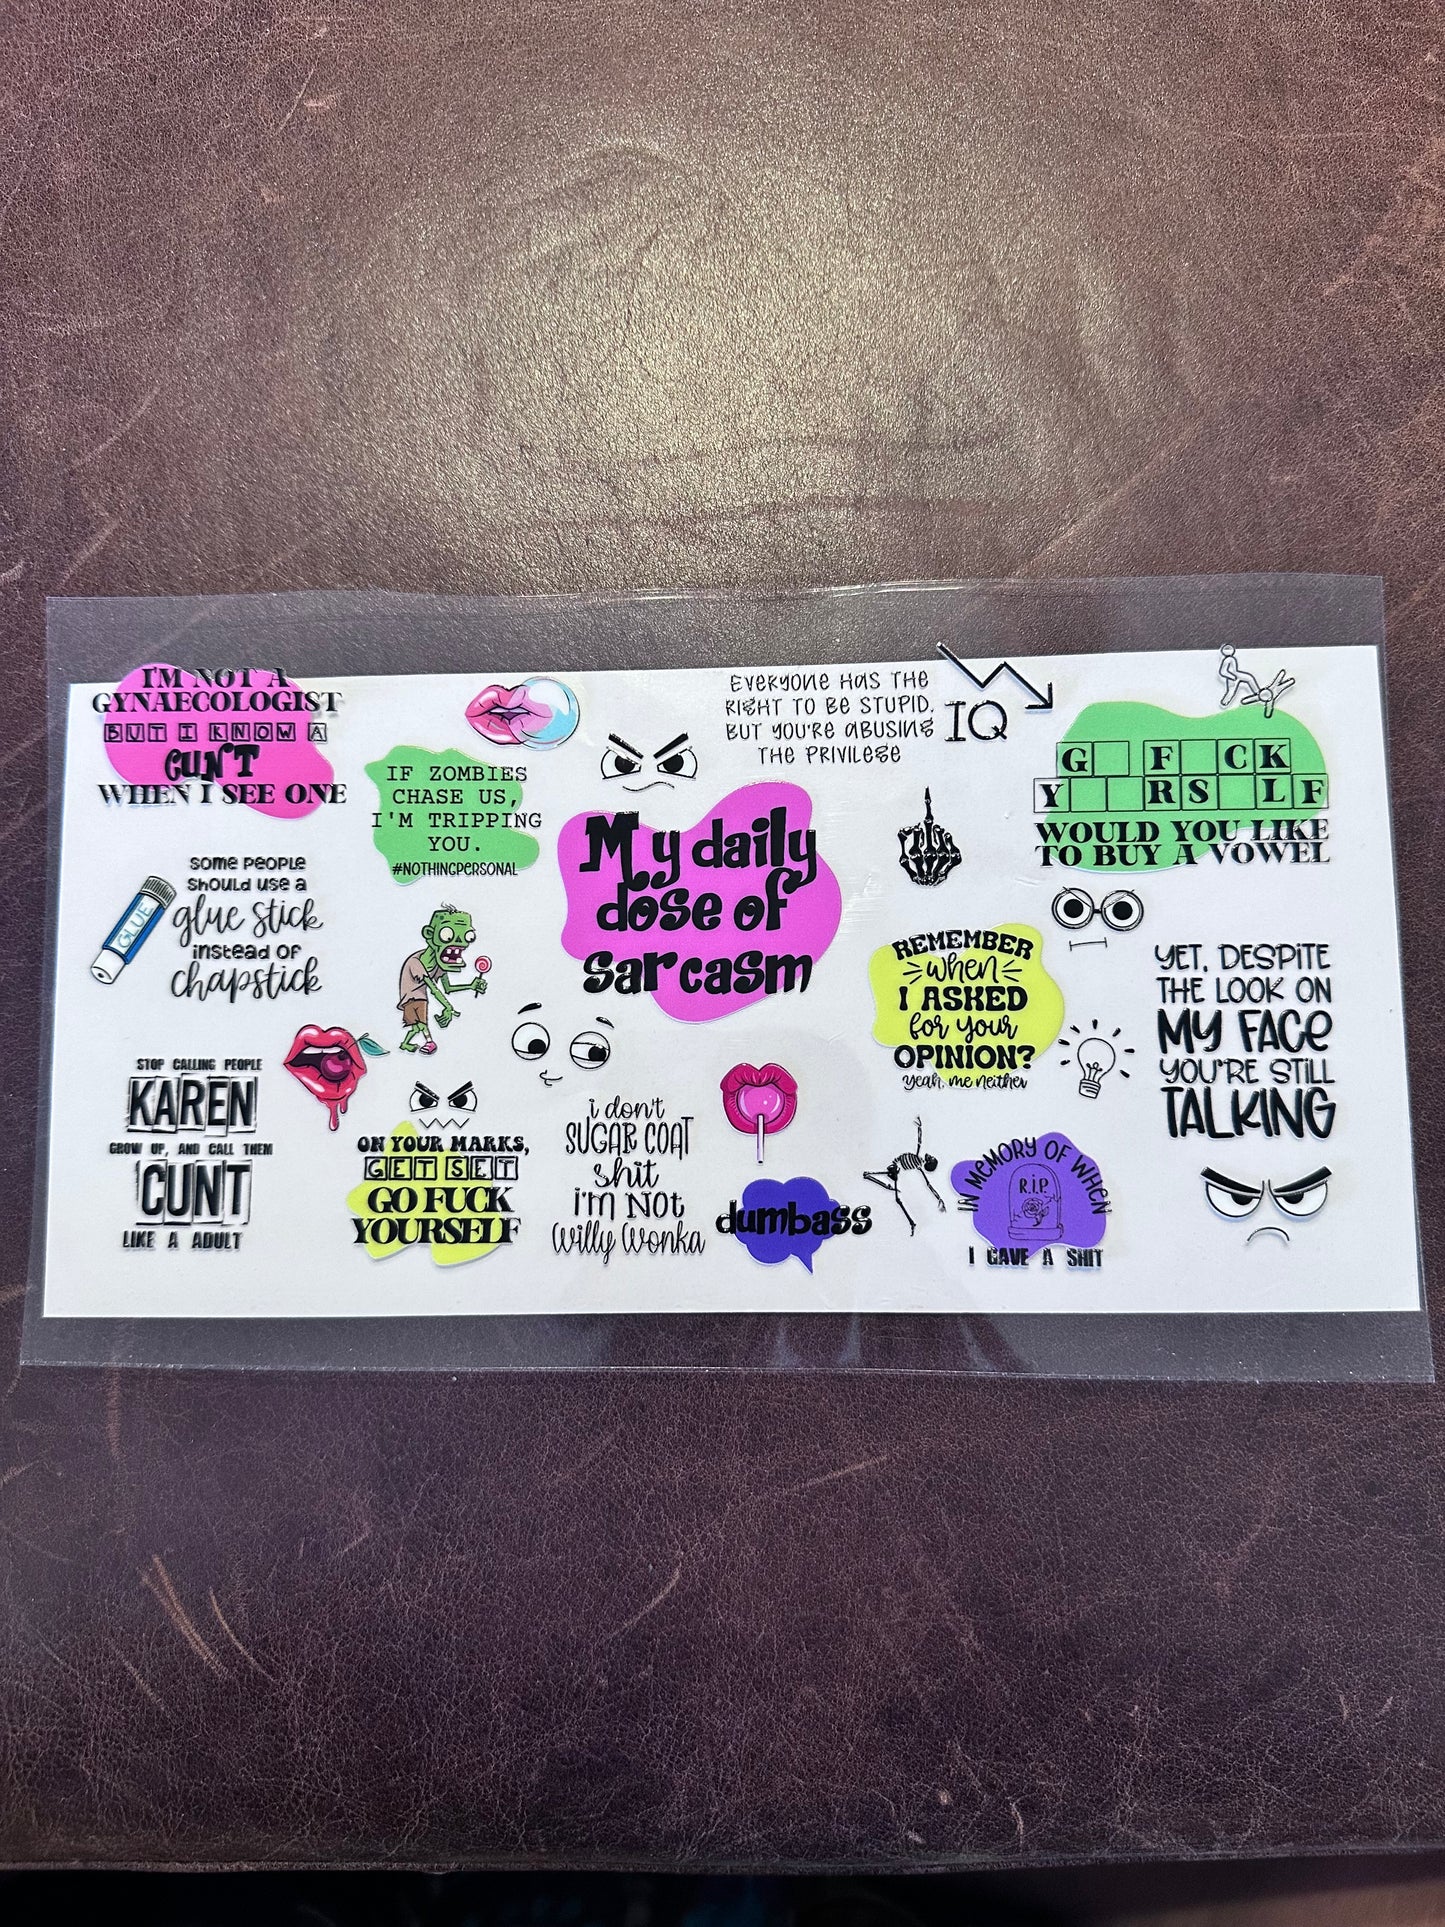 I'M NOT A
GYNAECOLOGIST
BUT I KNOW A
CUNT
WHEN I SEE ONE
IF ZOMBIES
CHASE US,
I'M TRIPPING
YOU.
#NOTHINGPERSONAL
EVERYONE HAS THE
RIGHT TO BE STUPID.
BUT YOU'RE ABUSING
THE PRIVILEGE
IQ
G F CK
Y RS LF
WOULD YOU LIKE
TO BUY A VOWEL
some people
should use a
glue stick
instead of
chapstick
GLUE
My daily
dose of
sarcasm
REMEMBER
when
I ASKED
for your
OPINION?
yeah, me neither
YET, DESPITE
THE LOOK ON
MY FACE
YOU'RE STILL
TALKING
STOP CALLING PEOPLE
KAREN
GROW UP, AND CALL THEM
CUNT
LIKE A ADULT
ON YOUR MARKS,
GET SET
GO FUCK
YOURSELF
i don't
SUGAR COAT
shit
i'm NOT
Willy Wonka
dumbass
IN MEMORY OF WHEN
R.I.P.
I GAVE A SHIT